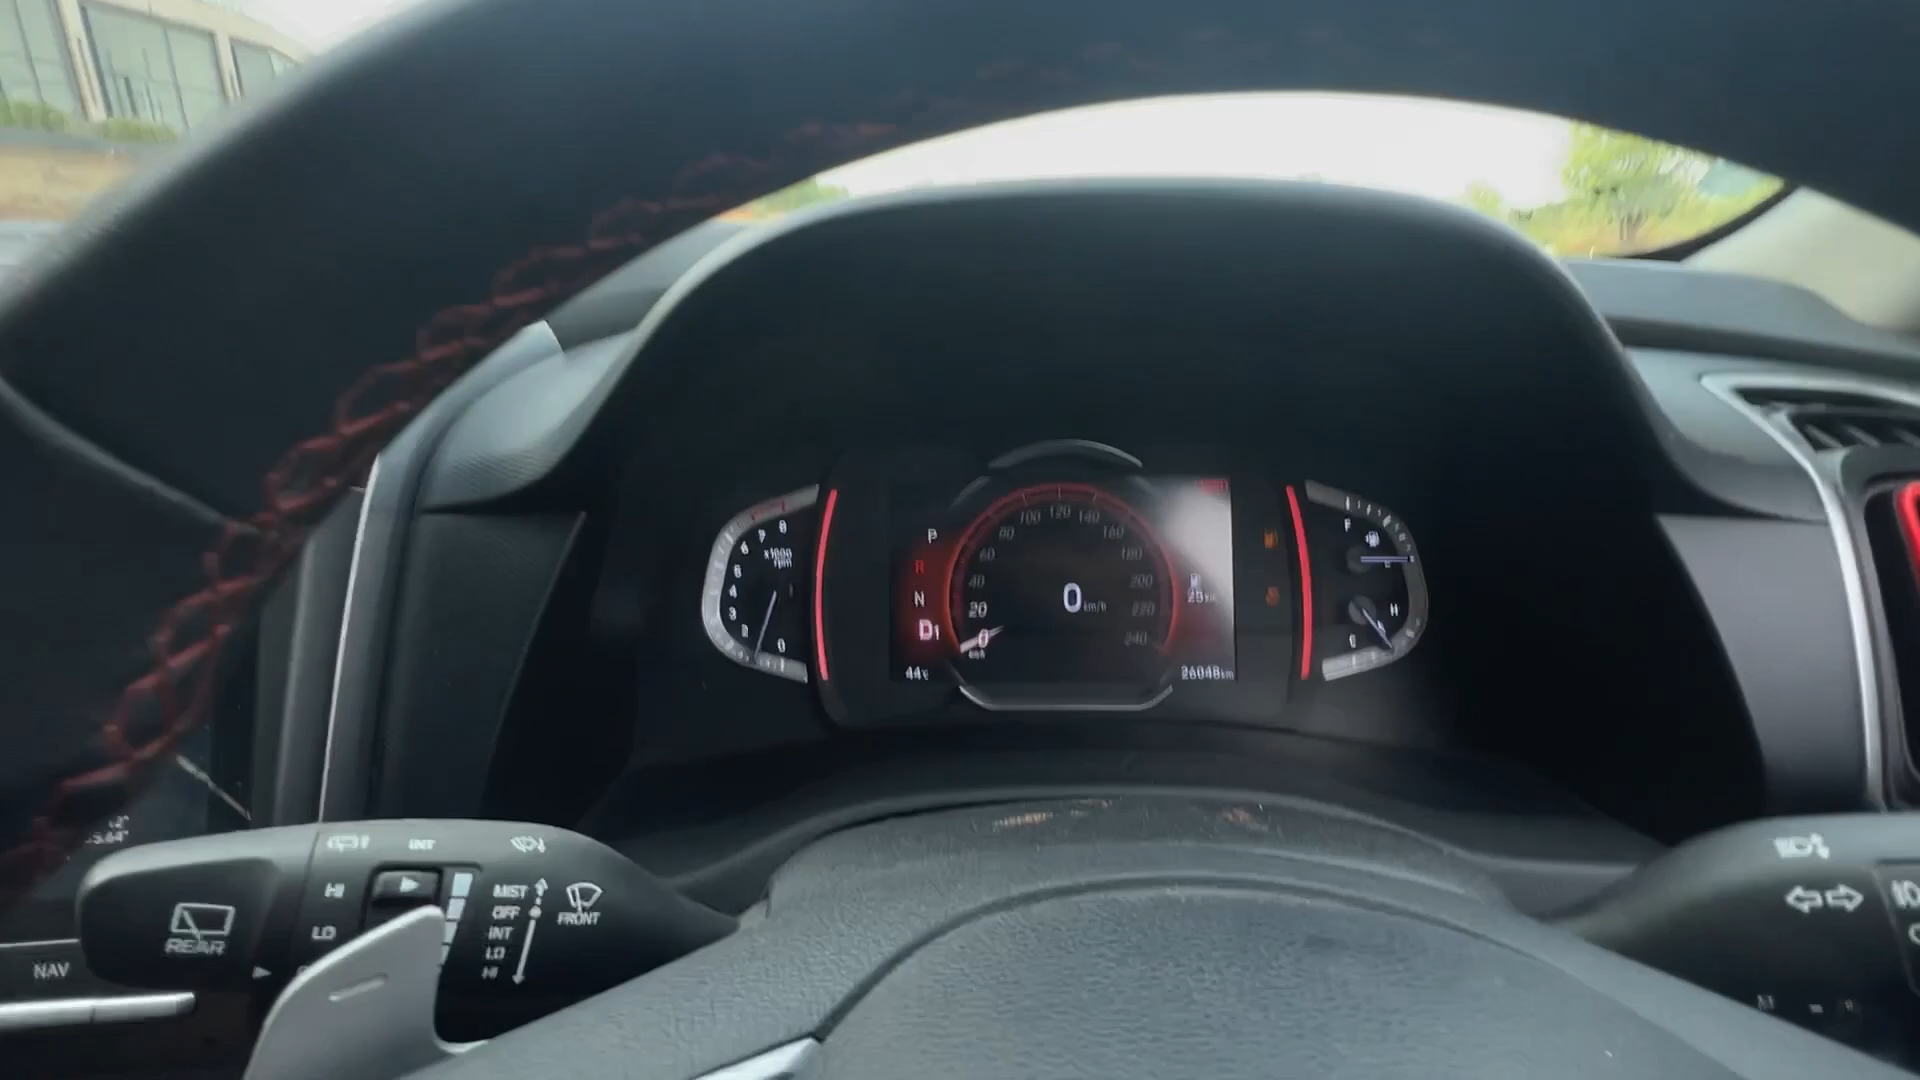 8
6
5
4
3
2
1
0
x1000
rpm
P
R
N
D1
44°C
0
20
40
60
80
100
120
140
160
180
200
220
240
km/h
0 km/h
25km
26048km
F
H
C
REAR
HI
LO
INT
MIST
OFF
INT
LO
HI
FRONT
NAV